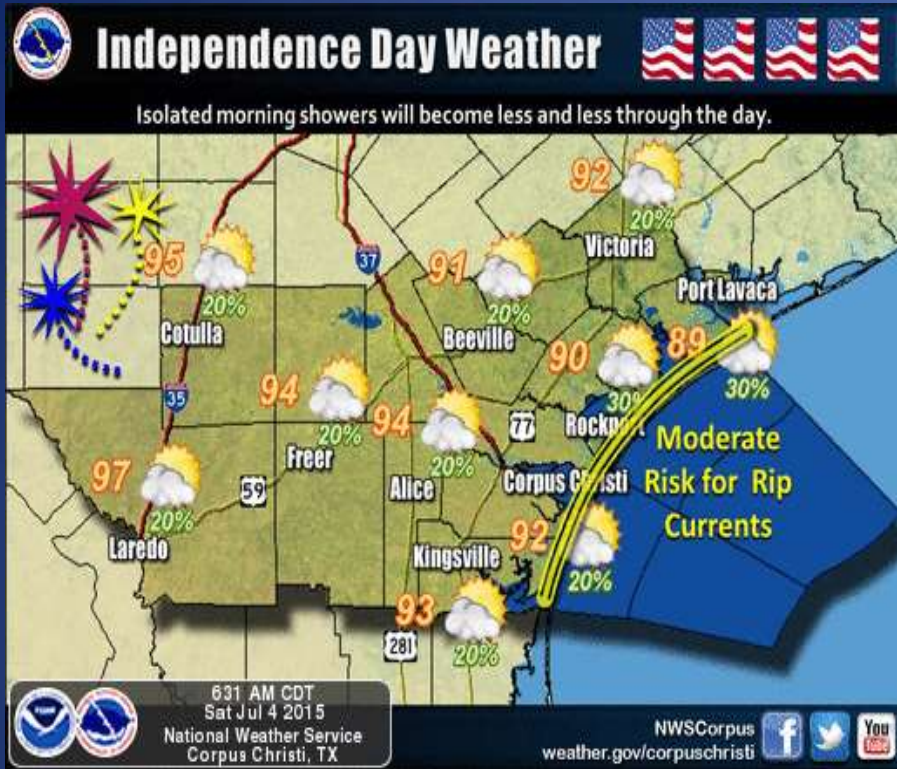 Independence Day Weather
Isolated morning showers will become less and less through the day.
92
20%
Victoria
95
20%
Cotulla
37
91
20%
Beeville
Port Lavaca
89
30%
90
30%
Rockport
35
94
20%
Freer
94
20%
Alice
77
Moderate
Risk for Rip
Currents
97
20%
Laredo
59
Corpus Christi
92
20%
Kingsville
93
20%
281
631 AM CDT
Sat Jul 4 2015
National Weather Service
Corpus Christi, TX
NWSCorpus
weather.gov/corpuschristi
f
You
Tube